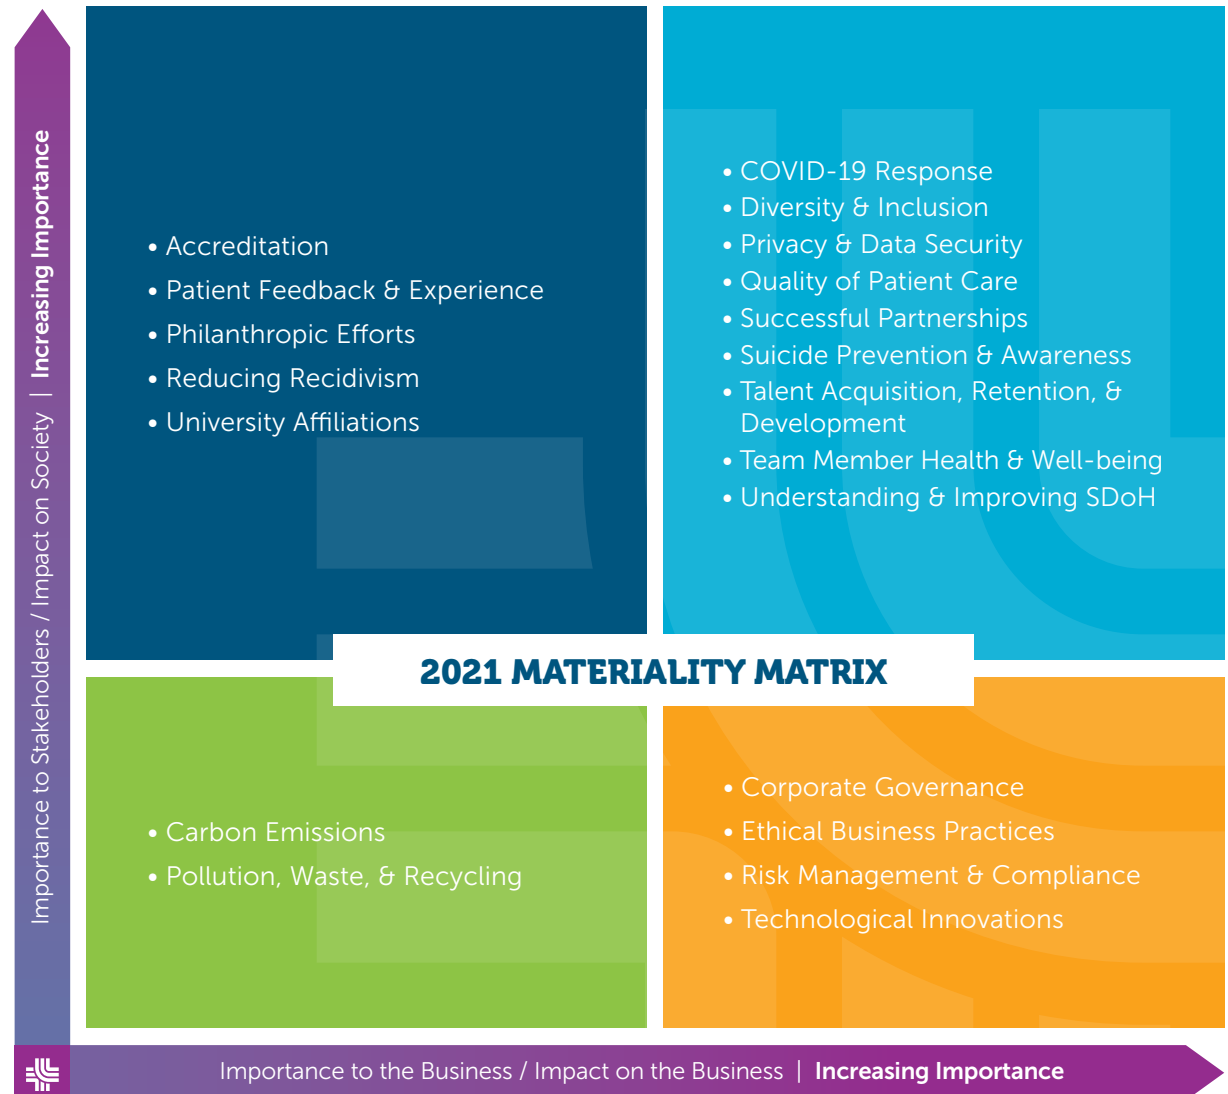 Importance to Stakeholders / Impact on Society | Increasing Importance
• Accreditation
• Patient Feedback & Experience
• Philanthropic Efforts
• Reducing Recidivism
• University Affiliations
• COVID-19 Response
• Diversity & Inclusion
• Privacy & Data Security
• Quality of Patient Care
• Successful Partnerships
• Suicide Prevention & Awareness
• Talent Acquisition, Retention, &
Development
• Team Member Health & Well-being
• Understanding & Improving SDoH
2021 MATERIALITY MATRIX
• Carbon Emissions
• Pollution, Waste, & Recycling
• Corporate Governance
• Ethical Business Practices
• Risk Management & Compliance
• Technological Innovations
Importance to the Business / Impact on the Business | Increasing Importance